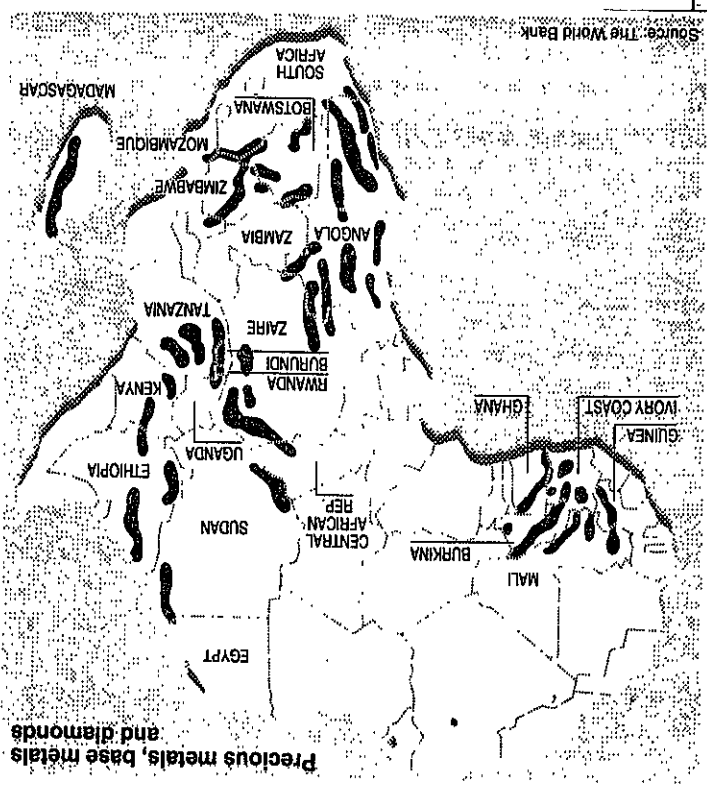 Precious metals, base metals
and diamonds
EGYPT
MALI
BURKINA
SUDAN
CENTRAL
AFRICAN
REP.
ETHIOPIA
UGANDA
GUINEA
IVORY COAST
GHANA
KENYA
RWANDA
BURUNDI
ZAIRE
TANZANIA
ANGOLA
ZAMBIA
ZIMBABWE
MOZAMBIQUE
BOTSWANA
MADAGASCAR
SOUTH
AFRICA
Source: The World Bank